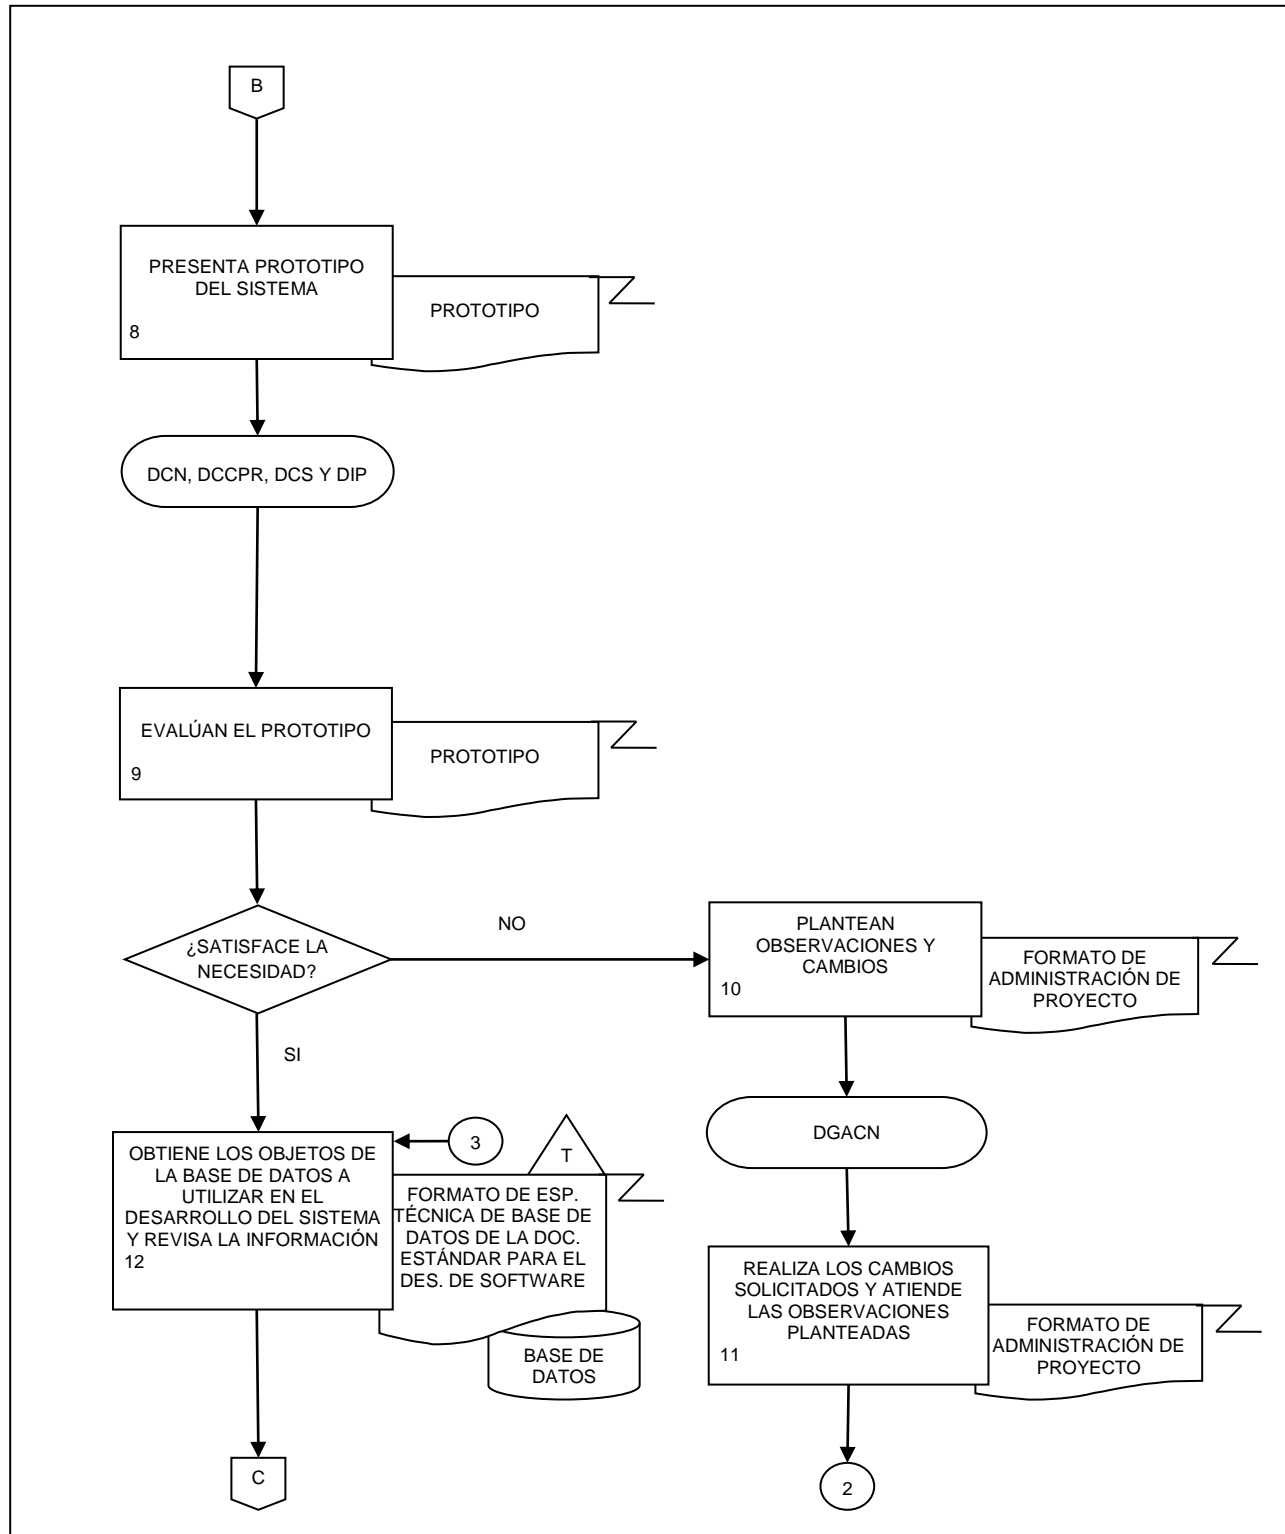 B
PRESENTA PROTOTIPO
DEL SISTEMA
8
PROTOTIPO
DCN, DCCPR, DCS Y DIP
EVALÚAN EL PROTOTIPO
9
PROTOTIPO
¿SATISFACE LA
NECESIDAD?
NO
SI
PLANTEAN
OBSERVACIONES Y
CAMBIOS
10
FORMATO DE
ADMINISTRACIÓN DE
PROYECTO
DGACN
3
T
OBTIENE LOS OBJETOS DE
LA BASE DE DATOS A
UTILIZAR EN EL
DESARROLLO DEL SISTEMA
Y REVISA LA INFORMACIÓN
12
FORMATO DE ESP.
TÉCNICA DE BASE DE
DATOS DE LA DOC.
ESTÁNDAR PARA EL
DES. DE SOFTWARE
BASE DE
DATOS
REALIZA LOS CAMBIOS
SOLICITADOS Y ATIENDE
LAS OBSERVACIONES
PLANTEADAS
11
FORMATO DE
ADMINISTRACIÓN DE
PROYECTO
C
2